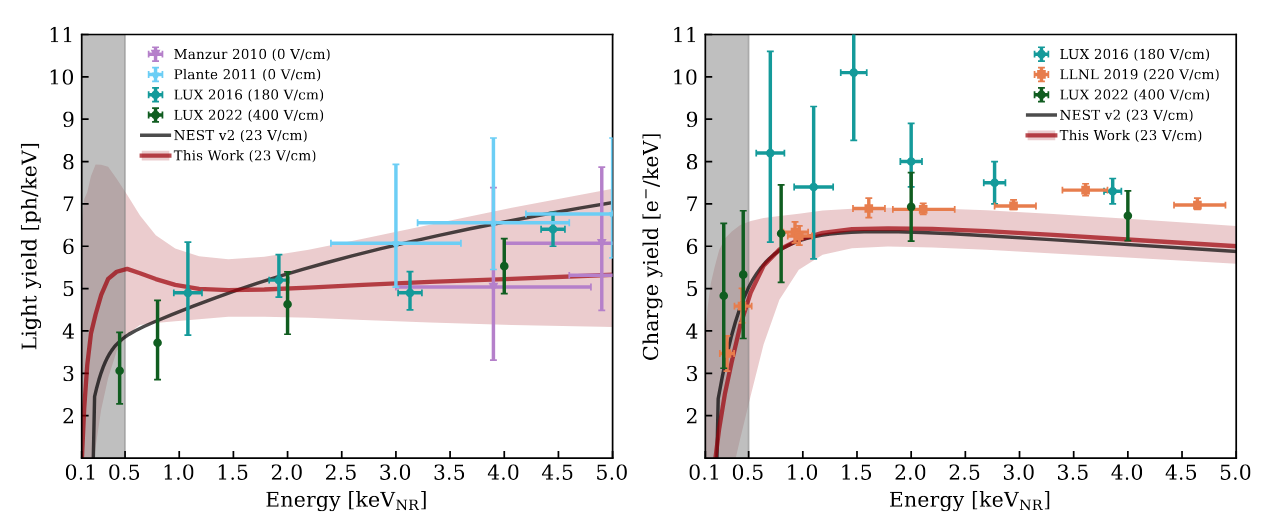 11
10
9
8
7
6
5
4
3
2
Light yield [ph/keV]
Manzur 2010 (0 V/cm)
Plante 2011 (0 V/cm)
LUX 2016 (180 V/cm)
LUX 2022 (400 V/cm)
NEST v2 (23 V/cm)
This Work (23 V/cm)
0.1 0.5 1.0 1.5 2.0 2.5 3.0 3.5 4.0 4.5 5.0
Energy [keV_NR]
11
10
9
8
7
6
5
4
3
2
Charge yield [e⁻/keV]
LUX 2016 (180 V/cm)
LLNL 2019 (220 V/cm)
LUX 2022 (400 V/cm)
NEST v2 (23 V/cm)
This Work (23 V/cm)
0.1 0.5 1.0 1.5 2.0 2.5 3.0 3.5 4.0 4.5 5.0
Energy [keV_NR]